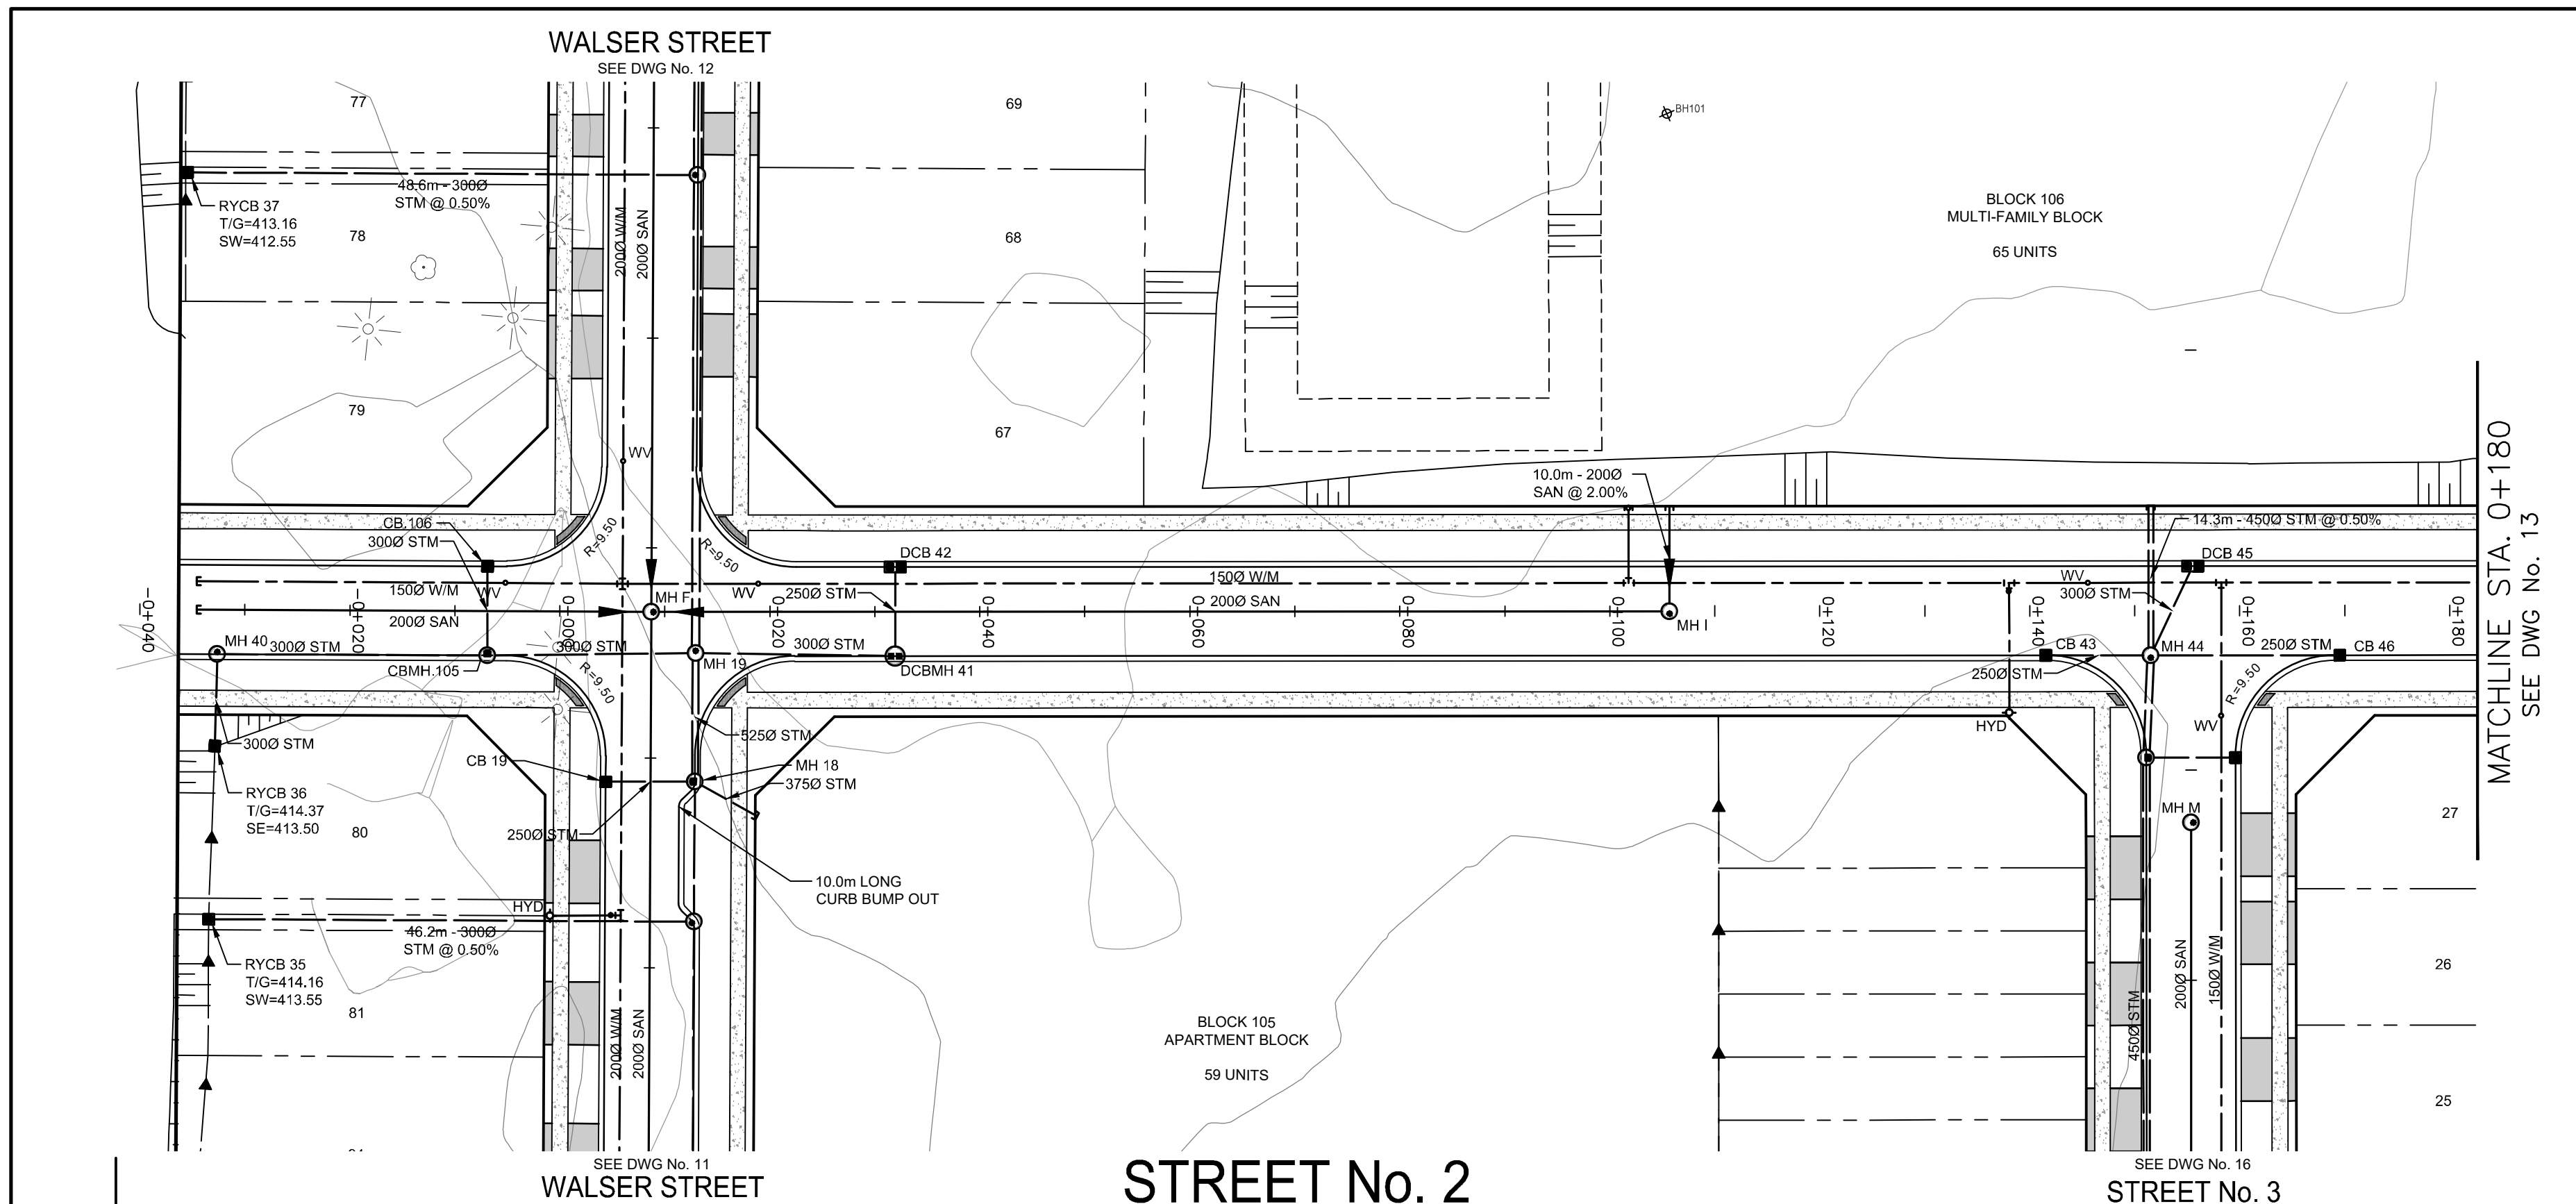 WALSER STREET
SEE DWG No. 12
77
69
BH101
48.6m - 300Ø
STM @ 0.50%
RYCB 37
T/G=413.16
SW=412.55
78
68
200Ø W/M
200Ø SAN
BLOCK 106
MULTI-FAMILY BLOCK
65 UNITS
79
67
WV
10.0m - 200Ø
SAN @ 2.00%
MATCHLINE STA. 0+180
SEE DWG No. 13
CB 106
300Ø STM
R=9.50
R=9.50
DCB 42
14.3m - 450Ø STM @ 0.50%
DCB 45
150Ø W/M
WV
WV
250Ø STM
150Ø W/M
WV
300Ø STM
MH F
200Ø SAN
200Ø SAN
MH I
-0+040
-0+020
0+000
0+020
0+040
0+060
0+080
0+100
0+120
0+140
0+160
0+180
MH 40
300Ø STM
300Ø STM
MH 19
300Ø STM
CBMH 105
DCBMH 41
CB 43
MH 44
250Ø STM
CB 46
250Ø STM
R=9.50
R=9.50
300Ø STM
525Ø STM
HYD
WV
CB 19
MH 18
375Ø STM
RYCB 36
T/G=414.37
SE=413.50
80
250Ø STM
MH M
27
10.0m LONG
CURB BUMP OUT
HYD
46.2m - 300Ø
STM @ 0.50%
RYCB 35
T/G=414.16
SW=413.55
81
200Ø W/M
200Ø SAN
BLOCK 105
APARTMENT BLOCK
59 UNITS
450Ø STM
200Ø SAN
150Ø W/M
26
25
SEE DWG No. 11
WALSER STREET
STREET No. 2
SEE DWG No. 16
STREET No. 3